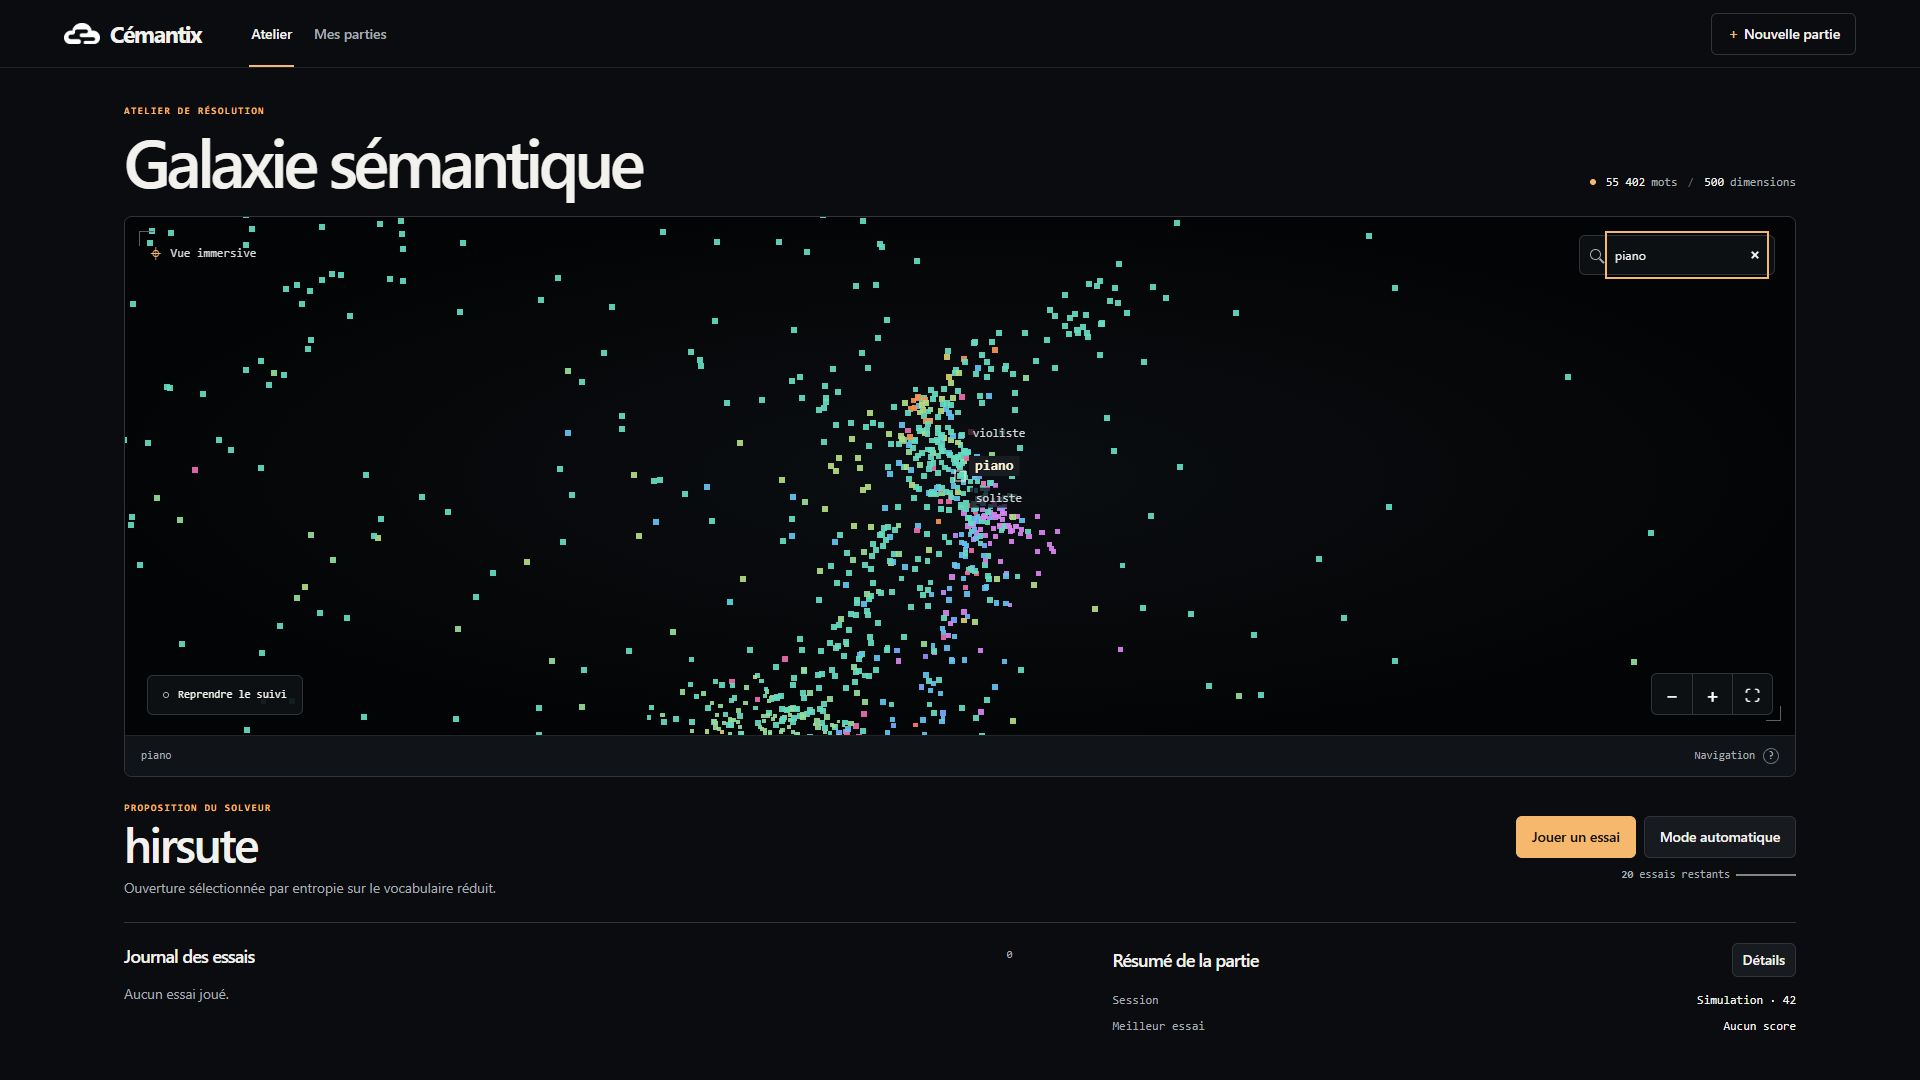 Cémantix
Atelier
Mes parties
+ Nouvelle partie
ATELIER DE RÉSOLUTION
Galaxie sémantique
55 402 mots / 500 dimensions
Vue immersive
piano ×
violiste
piano
soliste
Reprendre le suivi
− +
piano
Navigation ?
PROPOSITION DU SOLVEUR
hirsute
Jouer un essai
Mode automatique
20 essais restants
Ouverture sélectionnée par entropie sur le vocabulaire réduit.
Journal des essais 0
Aucun essai joué.
Résumé de la partie
Détails
Session Simulation · 42
Meilleur essai Aucun score